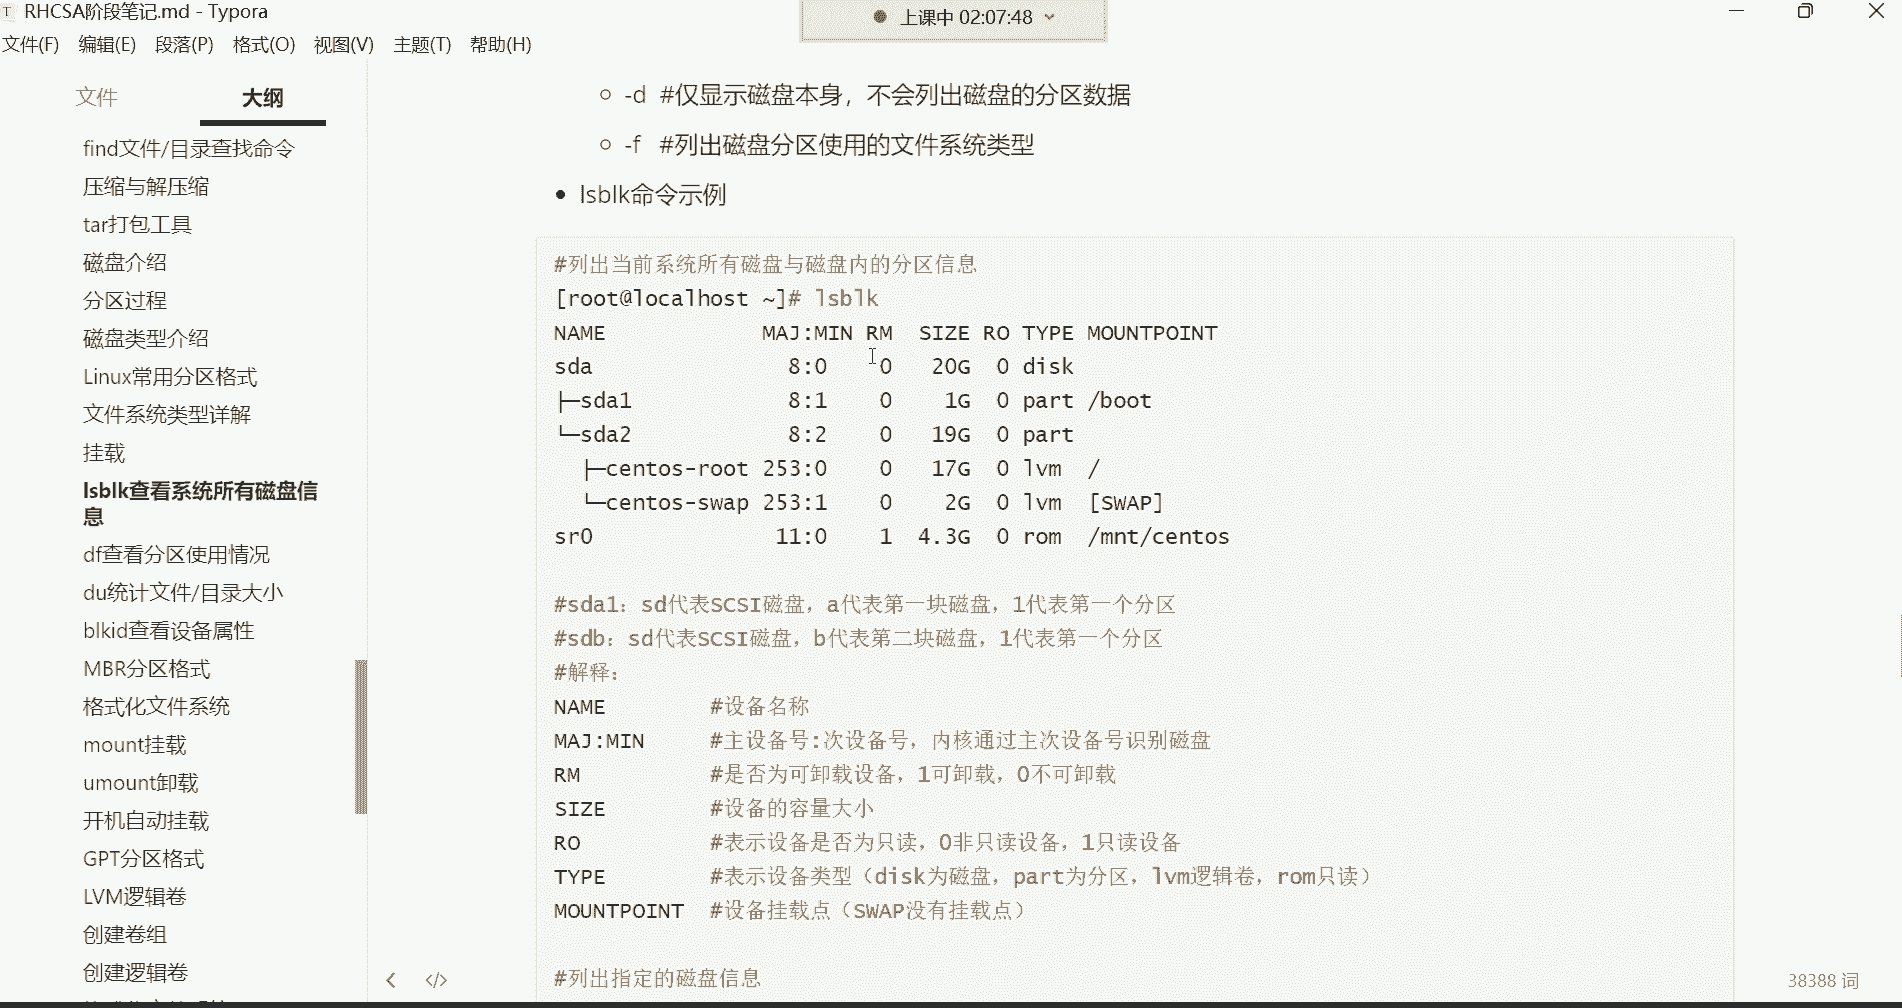 RHCSA阶段笔记.md - Typora
上课中 02:07:48
文件(F) 编辑(E) 段落(P) 格式(O) 视图(V) 主题(T) 帮助(H)
文件 大纲
find文件/目录查找命令
压缩与解压缩
tar打包工具
磁盘介绍
分区过程
磁盘类型介绍
Linux常用分区格式
文件系统类型详解
挂载
lsblk查看系统所有磁盘信
息
df查看分区使用情况
du统计文件/目录大小
blkid查看设备属性
MBR分区格式
格式化文件系统
mount挂载
umount卸载
开机自动挂载
GPT分区格式
LVM逻辑卷
创建卷组
创建逻辑卷
-d #仅显示磁盘本身，不会列出磁盘的分区数据
-f #列出磁盘分区使用的文件系统类型
lsblk命令示例
#列出当前系统所有磁盘与磁盘内的分区信息
[root@localhost ~]# lsblk
NAME MAJ:MIN RM SIZE RO TYPE MOUNTPOINT
sda 8:0 0 20G 0 disk
├─sda1 8:1 0 1G 0 part /boot
└─sda2 8:2 0 19G 0 part
├─centos-root 253:0 0 17G 0 lvm /
└─centos-swap 253:1 0 2G 0 lvm [SWAP]
sr0 11:0 1 4.3G 0 rom /mnt/centos
#sda1：sd代表SCSI磁盘，a代表第一块磁盘，1代表第一个分区
#sdb：sd代表SCSI磁盘，b代表第二块磁盘，1代表第一个分区
#解释：
NAME #设备名称
MAJ:MIN #主设备号:次设备号，内核通过主次设备号识别磁盘
RM #是否为可卸载设备，1可卸载，0不可卸载
SIZE #设备的容量大小
RO #表示设备是否为只读，0非只读设备，1只读设备
TYPE #表示设备类型（disk为磁盘，part为分区，lvm逻辑卷，rom只读）
MOUNTPOINT #设备挂载点（SWAP没有挂载点）
#列出指定的磁盘信息
38388 词